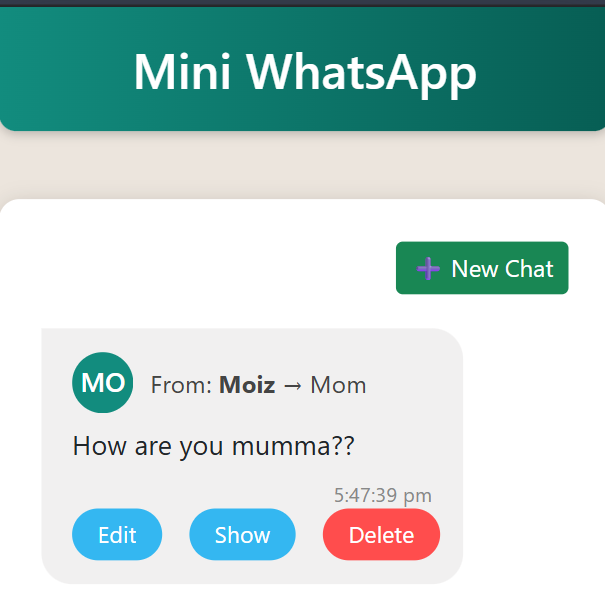 Mini WhatsApp
➕ New Chat
MO From: Moiz → Mom
How are you mumma??
5:47:39 pm
Edit Show Delete